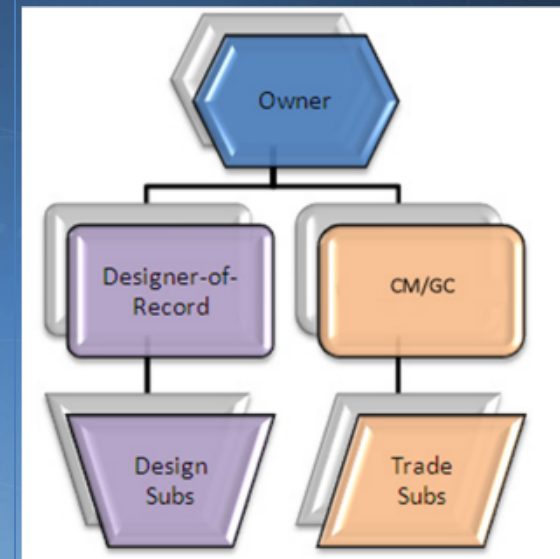 Owner
Designer-of-
Record
CM/GC
Design
Subs
Trade
Subs